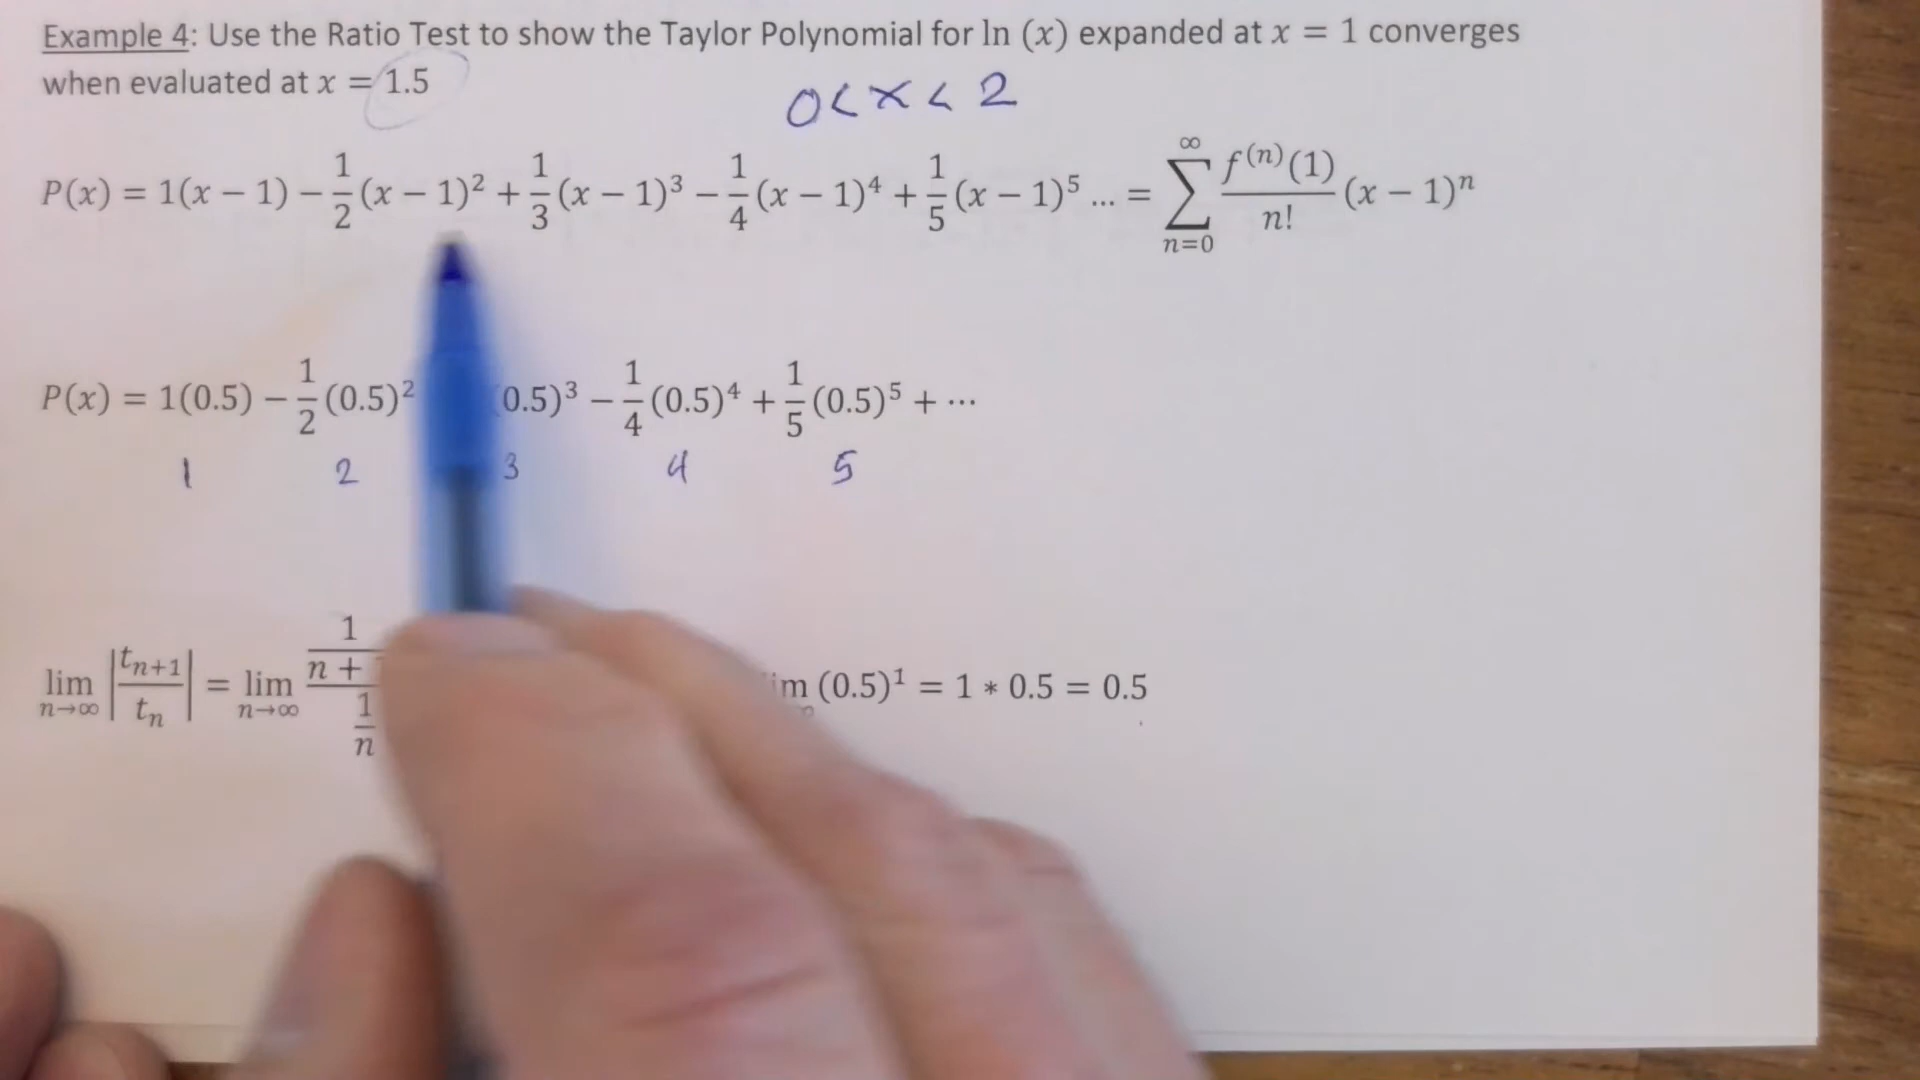 Example 4: Use the Ratio Test to show the Taylor Polynomial for ln (x) expanded at x = 1 converges
when evaluated at x = 1.5
0 < x < 2
P(x) = 1(x − 1) − 1/2 (x − 1)² + 1/3 (x − 1)³ − 1/4 (x − 1)⁴ + 1/5 (x − 1)⁵ ... = ∑_{n=0}^{∞} f⁽ⁿ⁾(1)/n! (x − 1)ⁿ
P(x) = 1(0.5) − 1/2 (0.5)² 0.5)³ − 1/4 (0.5)⁴ + 1/5 (0.5)⁵ + ⋯
1 2 3 4 5
lim_{n→∞} |t_{n+1}/t_n| = lim_{n→∞} 1/n + 1/n (0.5)¹ = 1 * 0.5 = 0.5